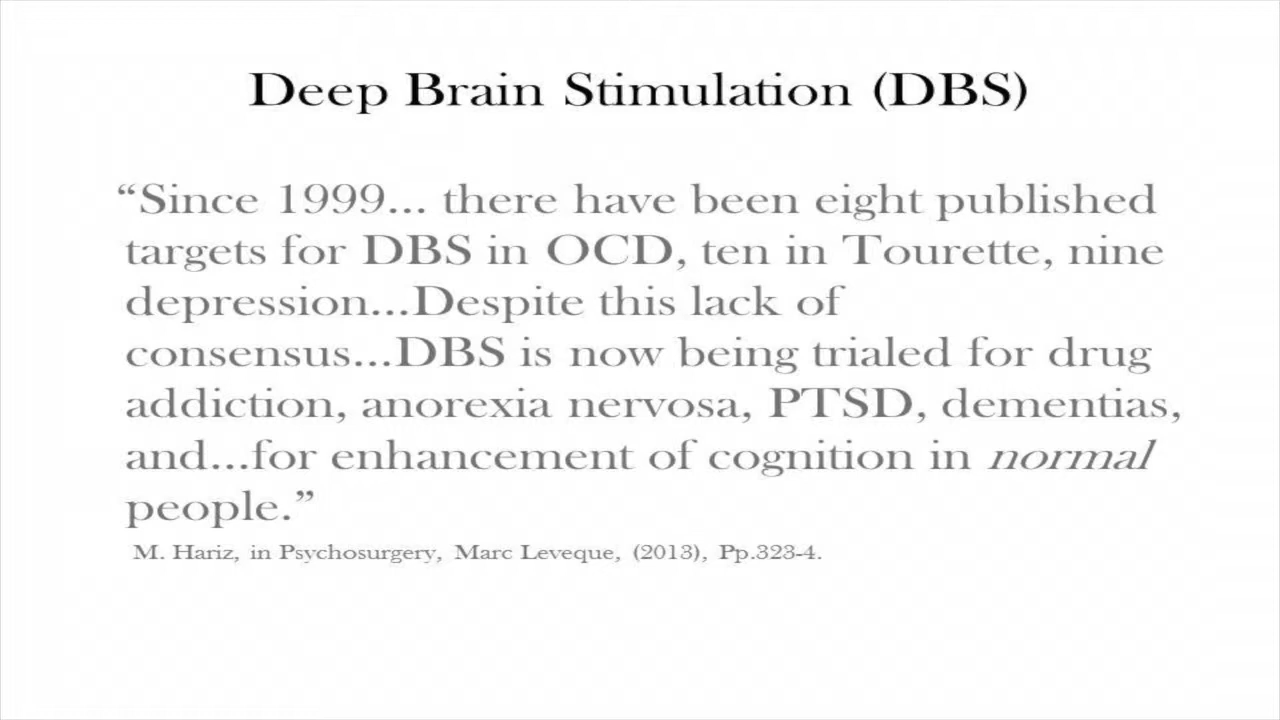 Deep Brain Stimulation (DBS)
“Since 1999... there have been eight published
targets for DBS in OCD, ten in Tourette, nine
depression...Despite this lack of
consensus...DBS is now being trialed for drug
addiction, anorexia nervosa, PTSD, dementias,
and...for enhancement of cognition in normal
people.”
M. Hariz, in Psychosurgery, Marc Leveque, (2013), Pp.323-4.